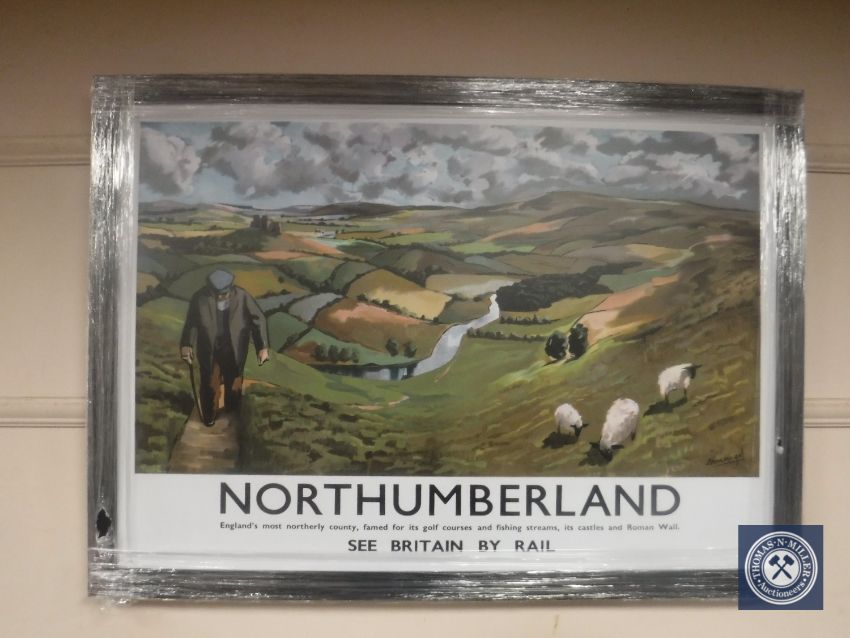 NORTHUMBERLAND
England's most northerly county, famed for its golf courses and fishing streams, its castles and Roman Wall.
SEE BRITAIN BY RAIL
THOMAS·N·MILLER
Auctioneers